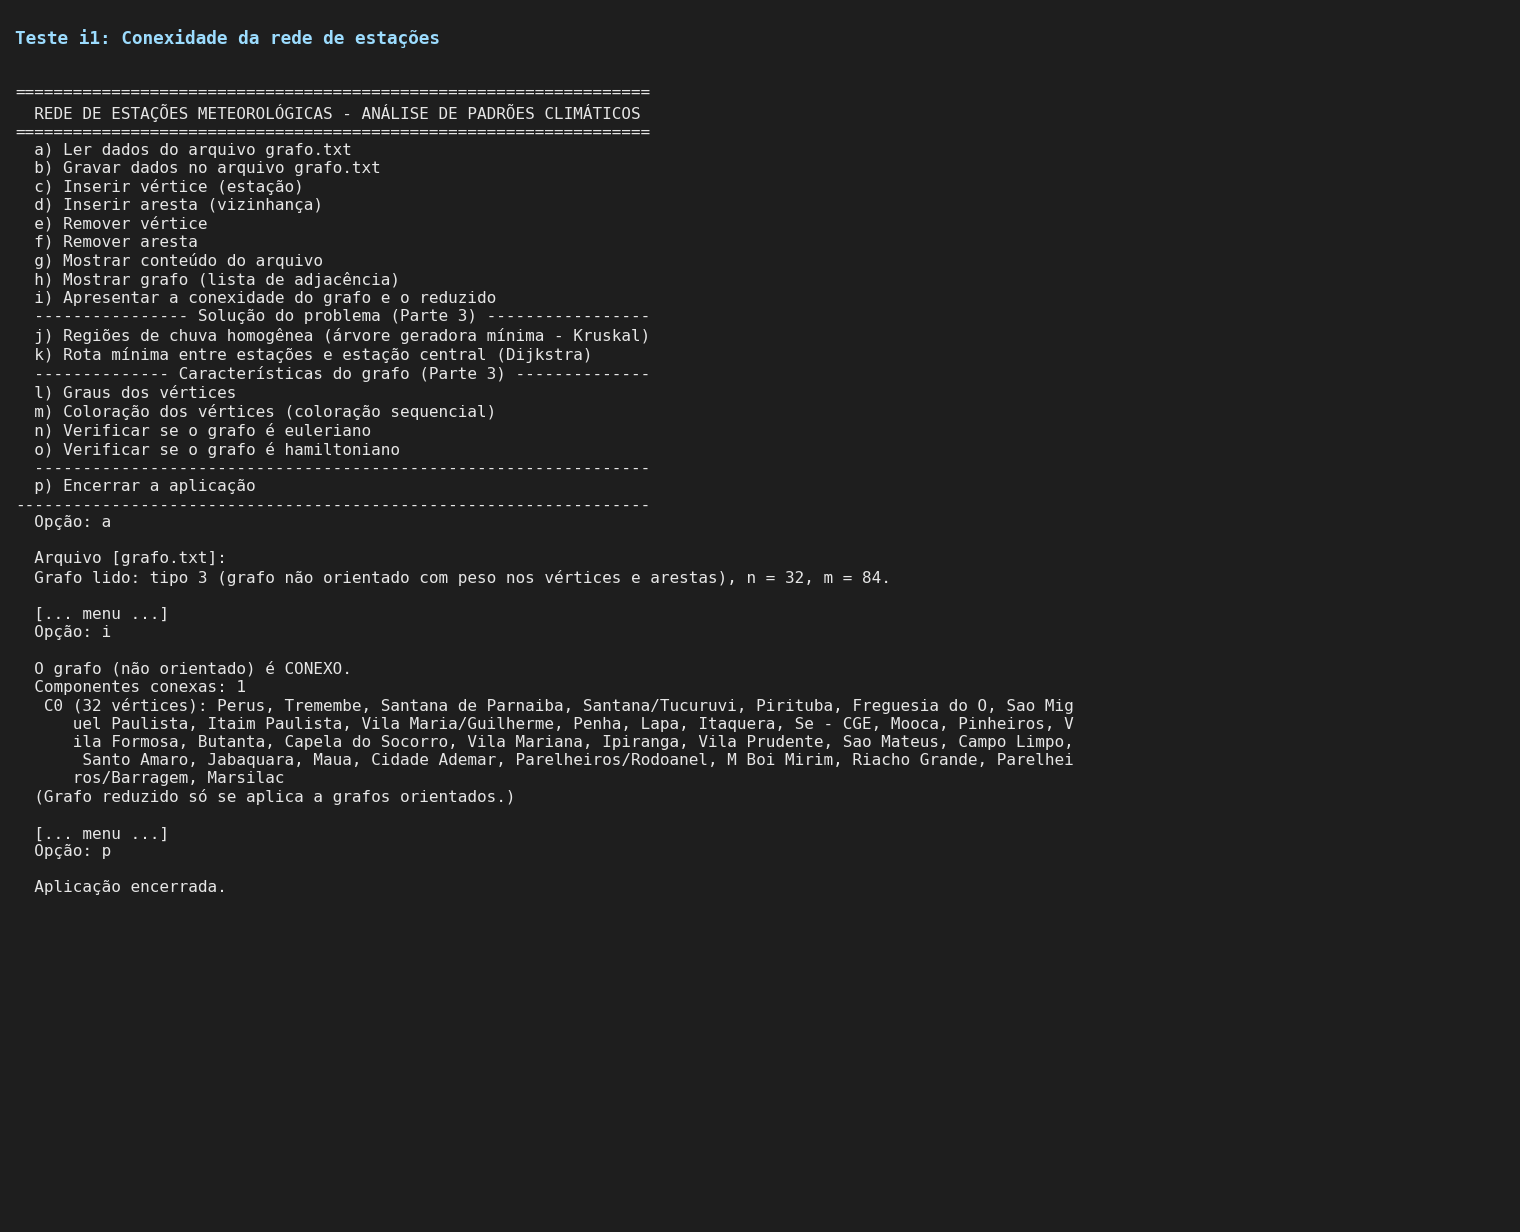 Teste i1: Conexidade da rede de estações
==================================================================
REDE DE ESTAÇÕES METEOROLÓGICAS - ANÁLISE DE PADRÕES CLIMÁTICOS
==================================================================
a) Ler dados do arquivo grafo.txt
b) Gravar dados no arquivo grafo.txt
c) Inserir vértice (estação)
d) Inserir aresta (vizinhança)
e) Remover vértice
f) Remover aresta
g) Mostrar conteúdo do arquivo
h) Mostrar grafo (lista de adjacência)
i) Apresentar a conexidade do grafo e o reduzido
---------------- Solução do problema (Parte 3) -----------------
j) Regiões de chuva homogênea (árvore geradora mínima - Kruskal)
k) Rota mínima entre estações e estação central (Dijkstra)
-------------- Características do grafo (Parte 3) --------------
l) Graus dos vértices
m) Coloração dos vértices (coloração sequencial)
n) Verificar se o grafo é euleriano
o) Verificar se o grafo é hamiltoniano
----------------------------------------------------------------
p) Encerrar a aplicação
------------------------------------------------------------------
Opção: a
Arquivo [grafo.txt]:
Grafo lido: tipo 3 (grafo não orientado com peso nos vértices e arestas), n = 32, m = 84.
[... menu ...]
Opção: i
O grafo (não orientado) é CONEXO.
Componentes conexas: 1
C0 (32 vértices): Perus, Tremembe, Santana de Parnaiba, Santana/Tucuruvi, Pirituba, Freguesia do O, Sao Mig
uel Paulista, Itaim Paulista, Vila Maria/Guilherme, Penha, Lapa, Itaquera, Se - CGE, Mooca, Pinheiros, V
ila Formosa, Butanta, Capela do Socorro, Vila Mariana, Ipiranga, Vila Prudente, Sao Mateus, Campo Limpo,
Santo Amaro, Jabaquara, Maua, Cidade Ademar, Parelheiros/Rodoanel, M Boi Mirim, Riacho Grande, Parelhei
ros/Barragem, Marsilac
(Grafo reduzido só se aplica a grafos orientados.)
[... menu ...]
Opção: p
Aplicação encerrada.